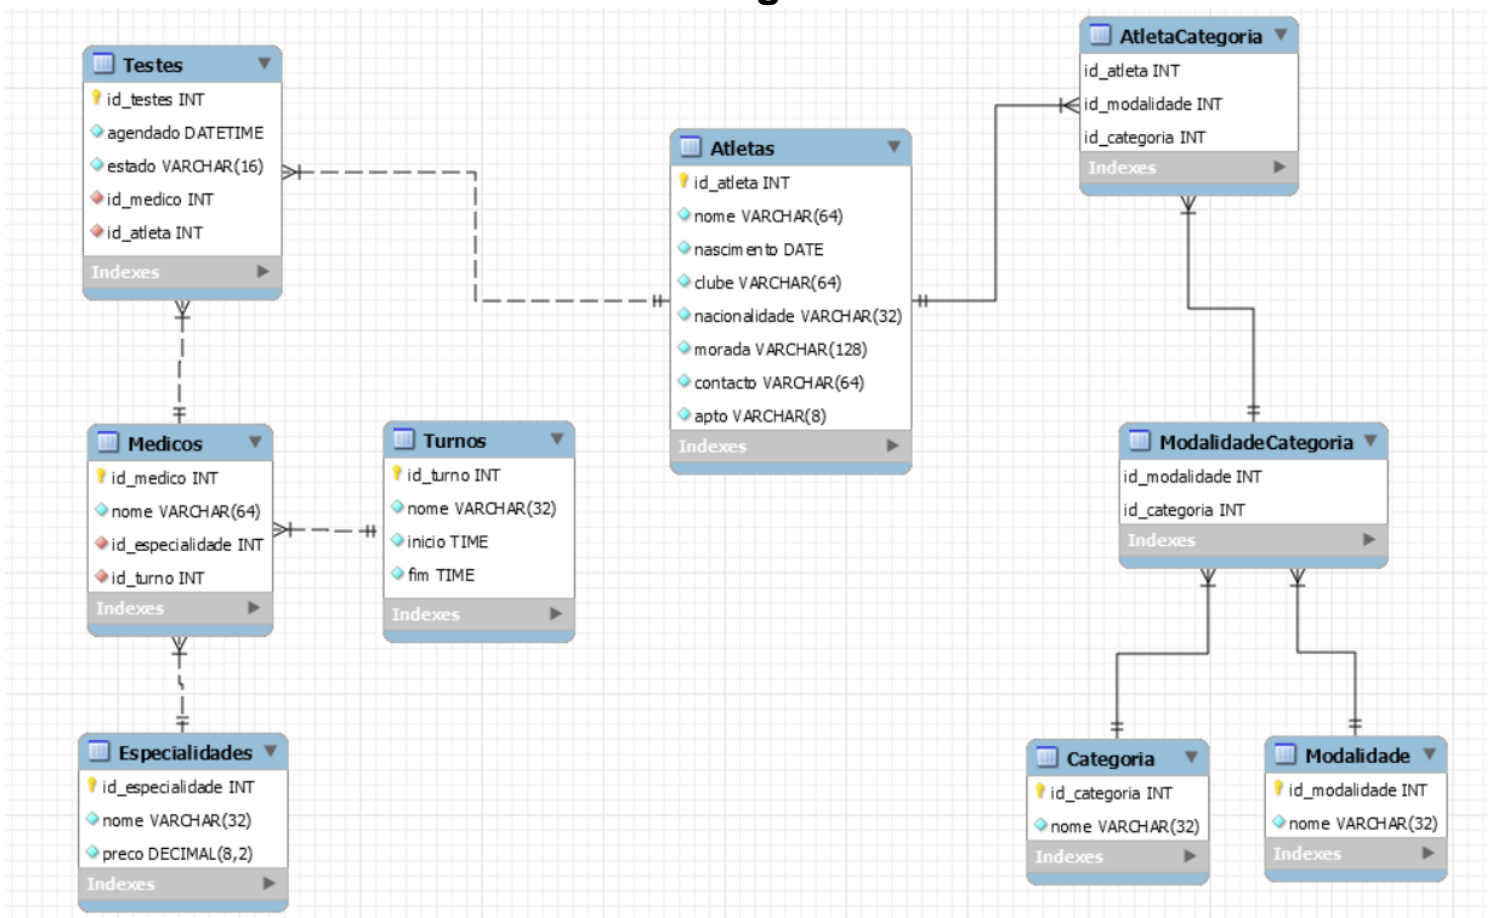 Testes
id_testes INT
agendado DATETIME
estado VARCHAR(16)
id_medico INT
id_atleta INT
Indexes
Medicos
id_medico INT
nome VARCHAR(64)
id_especialidade INT
id_turno INT
Indexes
Turnos
id_turno INT
nome VARCHAR(32)
inicio TIME
fim TIME
Indexes
Especialidades
id_especialidade INT
nome VARCHAR(32)
preco DECIMAL(8,2)
Indexes
Atletas
id_atleta INT
nome VARCHAR(64)
nascimento DATE
clube VARCHAR(64)
nacionalidade VARCHAR(32)
morada VARCHAR(128)
contacto VARCHAR(64)
apto VARCHAR(8)
Indexes
AtletaCategoria
id_atleta INT
id_modalidade INT
id_categoria INT
Indexes
ModalidadeCategoria
id_modalidade INT
id_categoria INT
Indexes
Categoria
id_categoria INT
nome VARCHAR(32)
Indexes
Modalidade
id_modalidade INT
nome VARCHAR(32)
Indexes